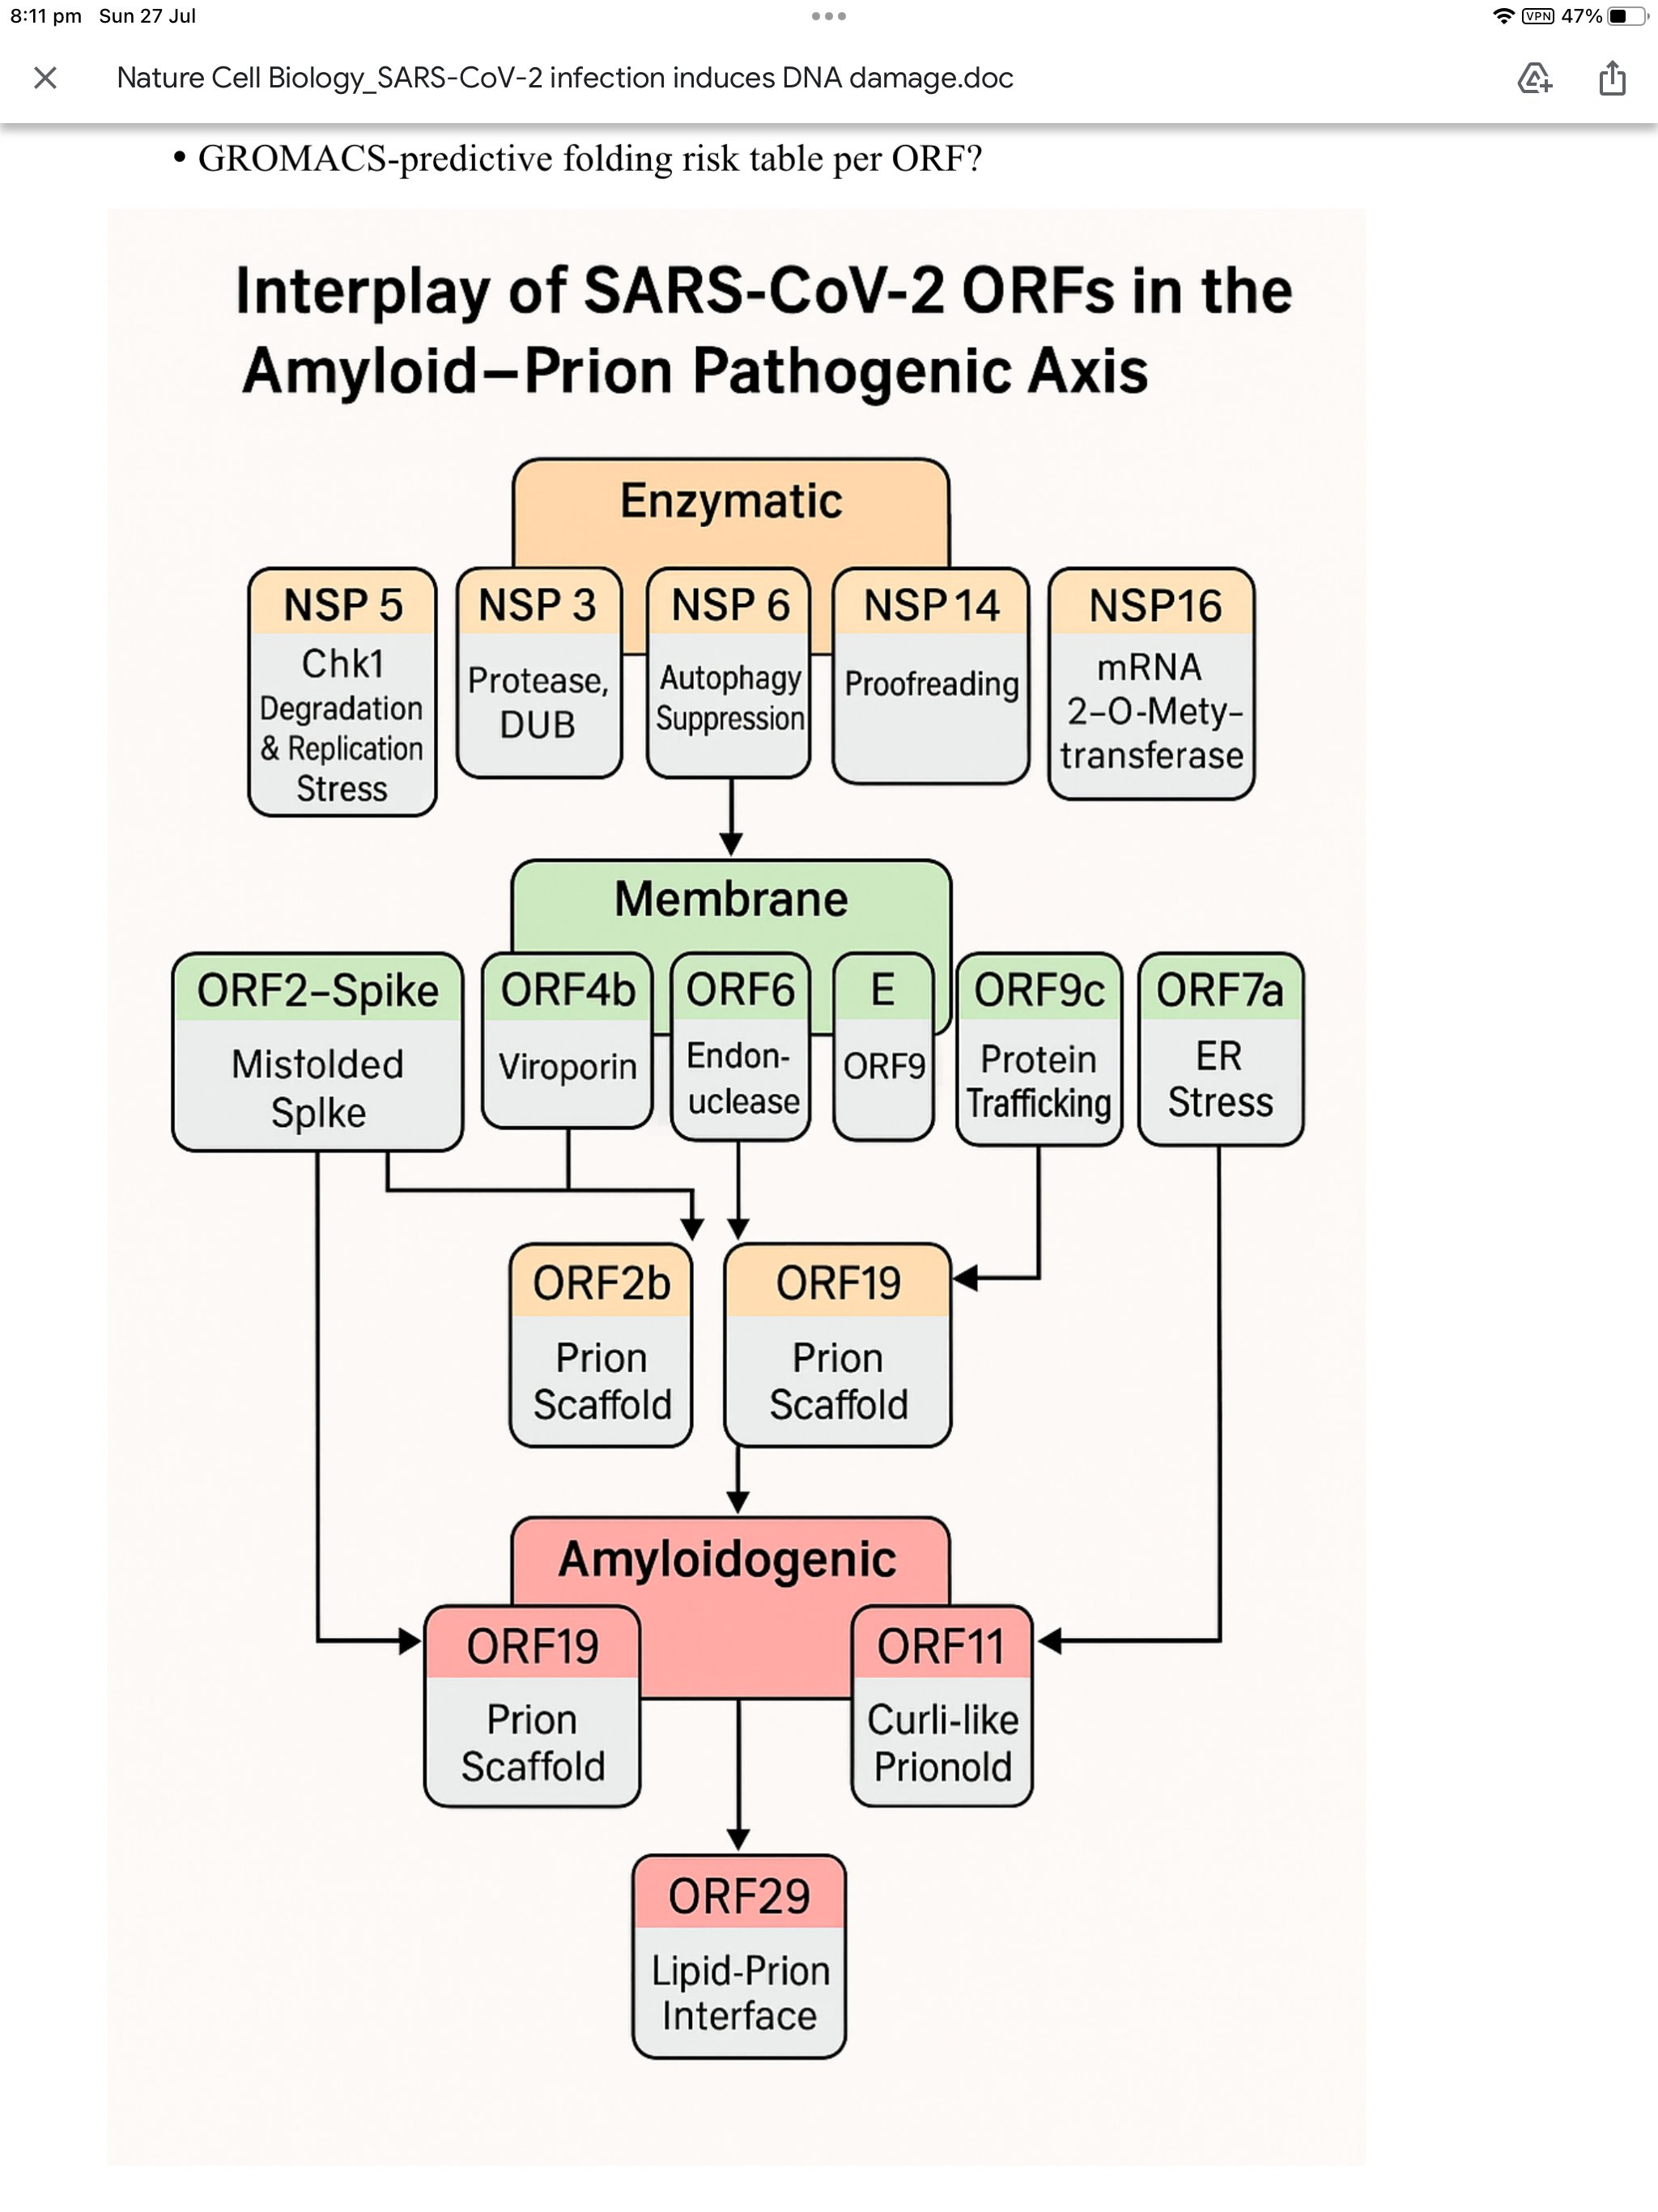 8:11 pm Sun 27 Jul
VPN 47%
Nature Cell Biology_SARS-CoV-2 infection induces DNA damage.doc
• GROMACS-predictive folding risk table per ORF?
Interplay of SARS-CoV-2 ORFs in the
Amyloid–Prion Pathogenic Axis
Enzymatic
NSP 5
Chk1
Degradation
& Replication
Stress
NSP 3
Protease,
DUB
NSP 6
Autophagy
Suppression
NSP 14
Proofreading
NSP16
mRNA
2-O-Mety-
transferase
Membrane
ORF2-Spike
Mistolded
Splke
ORF4b
Viroporin
ORF6
Endon-
uclease
E
ORF9
ORF9c
Protein
Trafficking
ORF7a
ER
Stress
ORF2b
Prion
Scaffold
ORF19
Prion
Scaffold
Amyloidogenic
ORF19
Prion
Scaffold
ORF11
Curli-like
Prionold
ORF29
Lipid-Prion
Interface